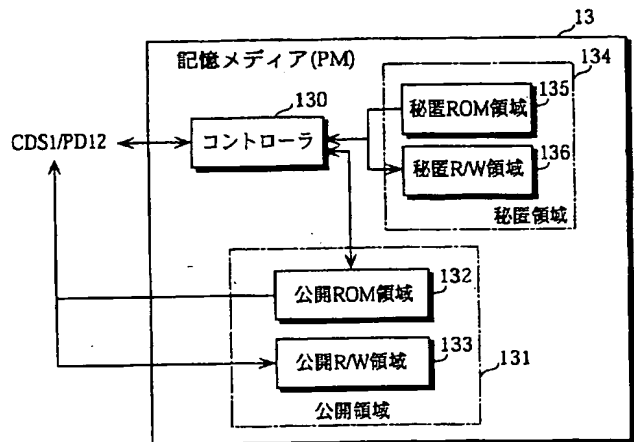 13
記憶メディア(PM)
134
130
135
秘匿ROM領域
CDS1/PD12
コントローラ
136
秘匿R/W領域
秘匿領域
132
公開ROM領域
133
公開R/W領域
131
公開領域